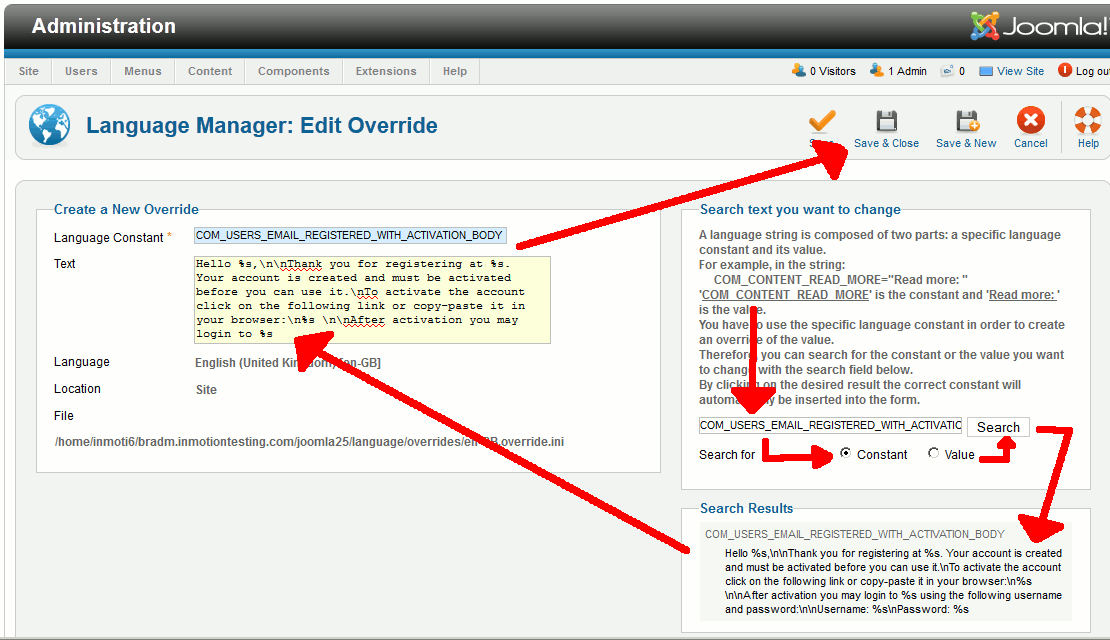 Administration
Joomla!
Site Users Menus Content Components Extensions Help
0 Visitors 1 Admin 0 View Site Log out
Language Manager: Edit Override
Save & Close Save & New Cancel Help
Create a New Override
Language Constant * COM_USERS_EMAIL_REGISTERED_WITH_ACTIVATION_BODY
Text
Hello %s,\n\nThank you for registering at %s.
Your account is created and must be activated
before you can use it.\nTo activate the account
click on the following link or copy-paste it in
your browser:\n%s \n\nAfter activation you may
login to %s
Language English (United Kingdom) [en-GB]
Location Site
File
/home/inmoti6/bradm.inmotiontesting.com/joomla25/language/overrides/en-GB.override.ini
Search text you want to change
A language string is composed of two parts: a specific language
constant and its value.
For example, in the string:
COM_CONTENT_READ_MORE="Read more: "
'COM_CONTENT_READ_MORE' is the constant and 'Read more: '
is the value.
You have to use the specific language constant in order to create
an override of the value.
Therefore, you can search for the constant or the value you want
to change with the search field below.
By clicking on the desired result the correct constant will
automatically be inserted into the form.
COM_USERS_EMAIL_REGISTERED_WITH_ACTIVATIO Search
Search for Constant Value
Search Results
COM_USERS_EMAIL_REGISTERED_WITH_ACTIVATION_BODY
Hello %s,\n\nThank you for registering at %s. Your account is created
and must be activated before you can use it.\nTo activate the account
click on the following link or copy-paste it in your browser:\n%s
\n\nAfter activation you may login to %s using the following username
and password:\n\nUsername: %s\nPassword: %s